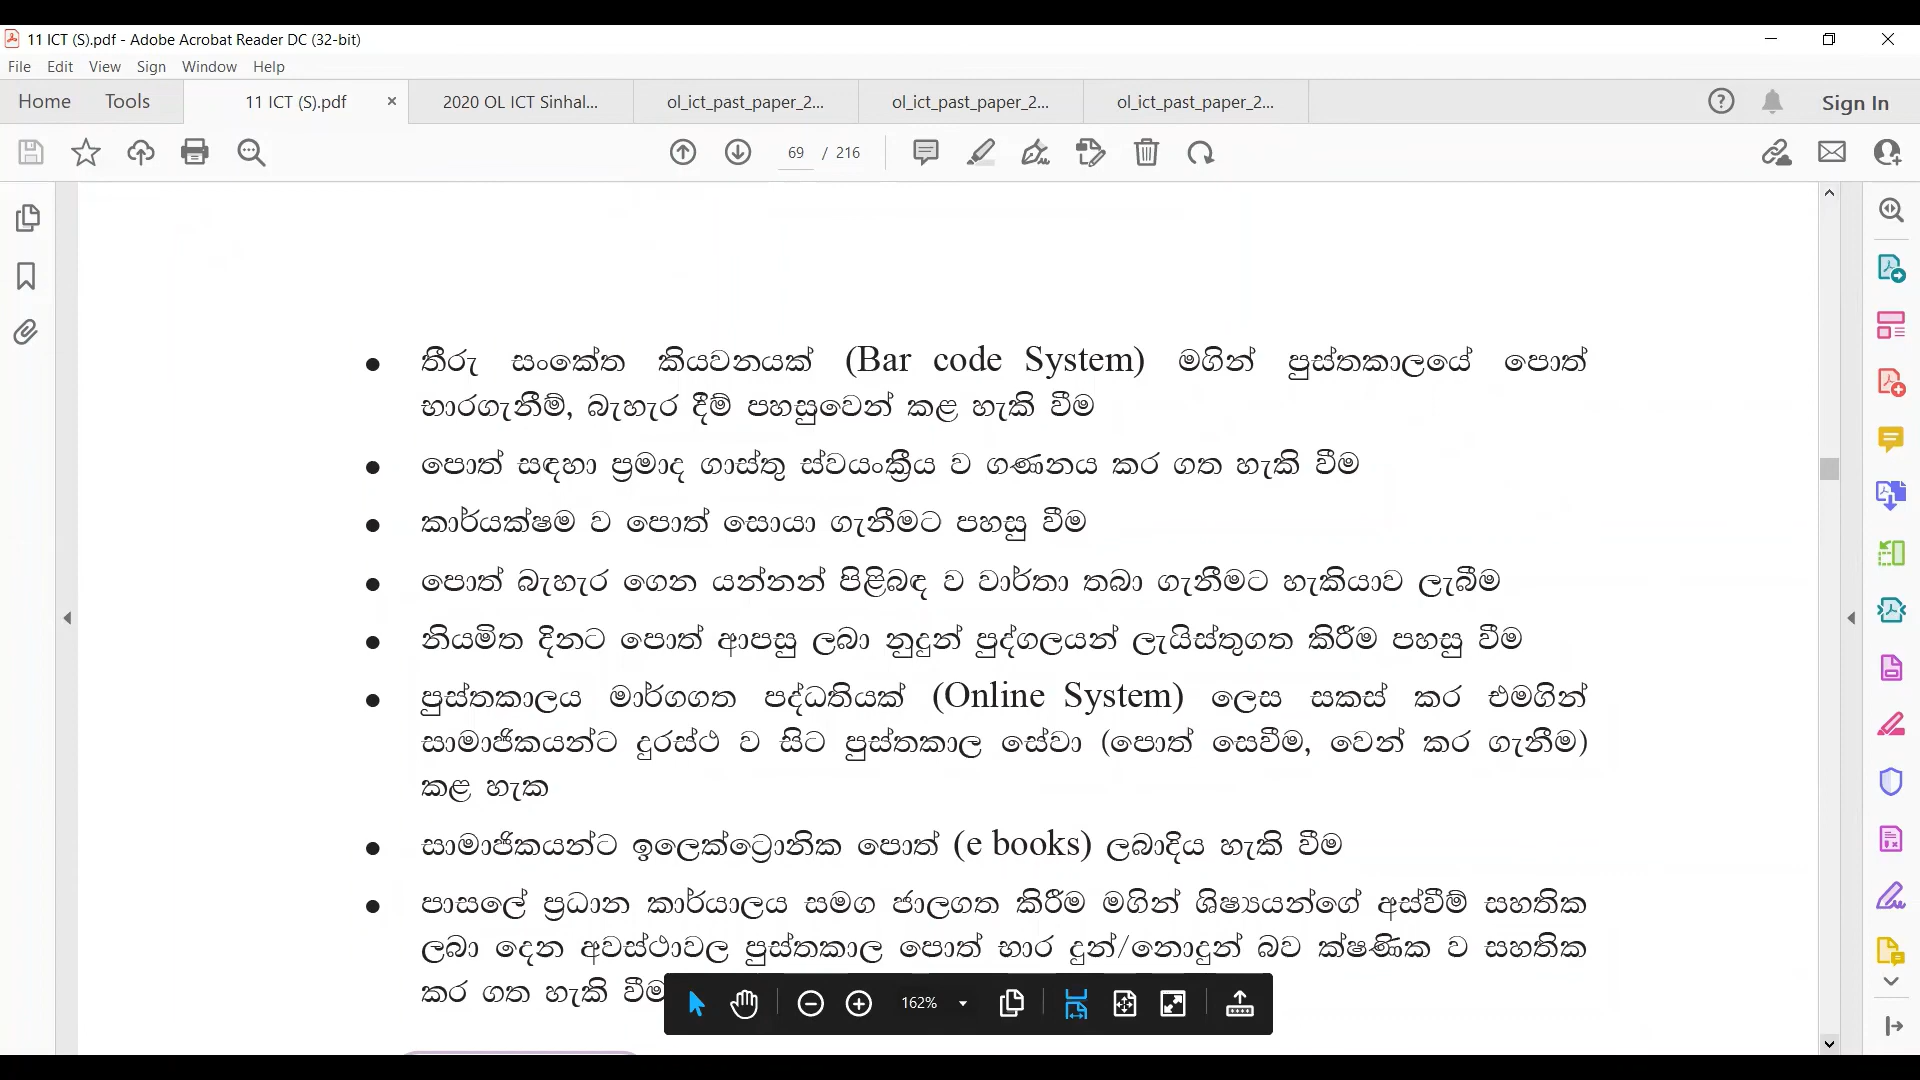 11 ICT (S).pdf - Adobe Acrobat Reader DC (32-bit)
File Edit View Sign Window Help
Home Tools 11 ICT (S).pdf × 2020 OL ICT Sinhal... ol_ict_past_paper_2... ol_ict_past_paper_2... ol_ict_past_paper_2... Sign In
69 / 216
• තීරු සංකේත කියවනයක් (Bar code System) මගින් පුස්තකාලයේ පොත්
භාරගැනීම්, බැහැර දීම් පහසුවෙන් කළ හැකි වීම
• පොත් සඳහා ප්‍රමාද ගාස්තු ස්වයංක්‍රීය ව ගණනය කර ගත හැකි වීම
• කාර්යක්ෂම ව පොත් සොයා ගැනීමට පහසු වීම
• පොත් බැහැර ගෙන යන්නන් පිළිබඳ ව වාර්තා තබා ගැනීමට හැකියාව ලැබීම
• නියමිත දිනට පොත් ආපසු ලබා නුදුන් පුද්ගලයන් ලැයිස්තුගත කිරීම පහසු වීම
• පුස්තකාලය මාර්ගගත පද්ධතියක් (Online System) ලෙස සකස් කර එමගින්
සාමාජිකයන්ට දුරස්ථ ව සිට පුස්තකාල සේවා (පොත් සෙවීම, වෙන් කර ගැනීම)
කළ හැක
• සාමාජිකයන්ට ඉලෙක්ට්‍රොනික පොත් (e books) ලබාදිය හැකි වීම
• පාසලේ ප්‍රධාන කාර්යාලය සමග ජාලගත කිරීම මගින් ශිෂ්‍යයන්ගේ අස්වීම් සහතික
ලබා දෙන අවස්ථාවල පුස්තකාල පොත් භාර දුන්/නොදුන් බව ක්ෂණික ව සහතික
කර ගත හැකි වීම
162%